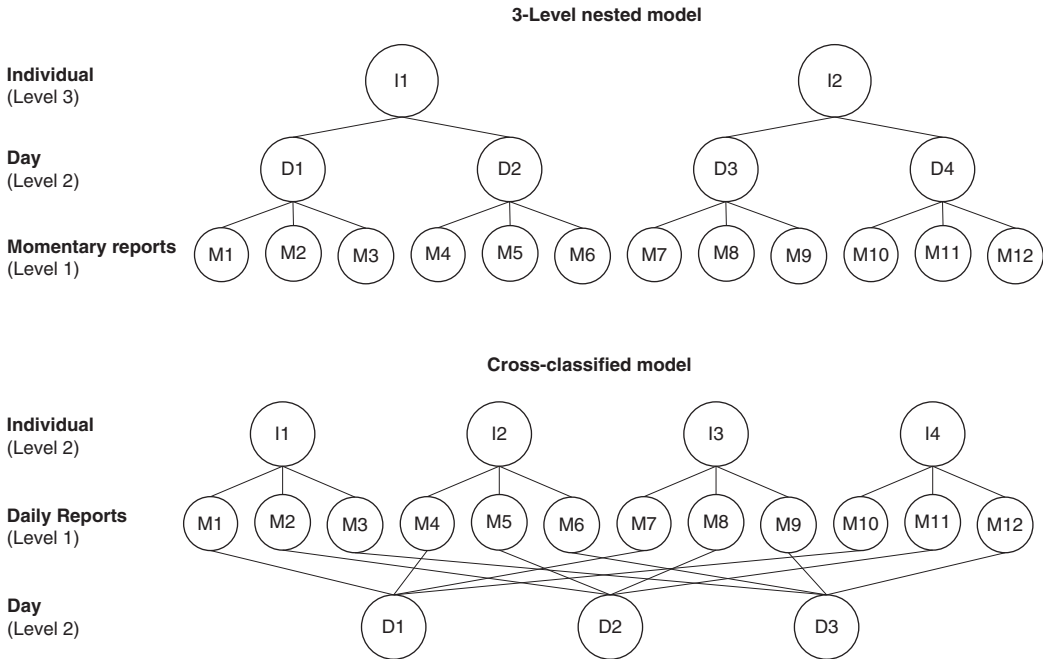 3-Level nested model
Individual
(Level 3)
I1 I2
Day
(Level 2)
D1 D2 D3 D4
Momentary reports
(Level 1)
M1 M2 M3 M4 M5 M6 M7 M8 M9 M10 M11 M12
Cross-classified model
Individual
(Level 2)
I1 I2 I3 I4
Daily Reports
(Level 1)
M1 M2 M3 M4 M5 M6 M7 M8 M9 M10 M11 M12
Day
(Level 2)
D1 D2 D3